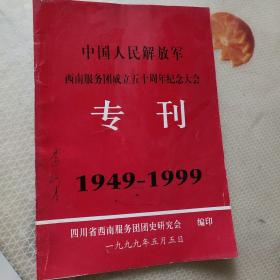 中国人民解放军
西南服务团成立五十周年纪念大会
专刊
1949-1999
四川省西南服务团团史研究会 编印
一九九九年五月五日